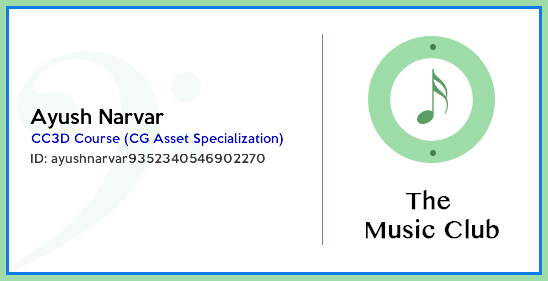 Ayush Narvar
CC3D Course (CG Asset Specialization)
ID: ayushnarvar9352340546902270
The
Music Club